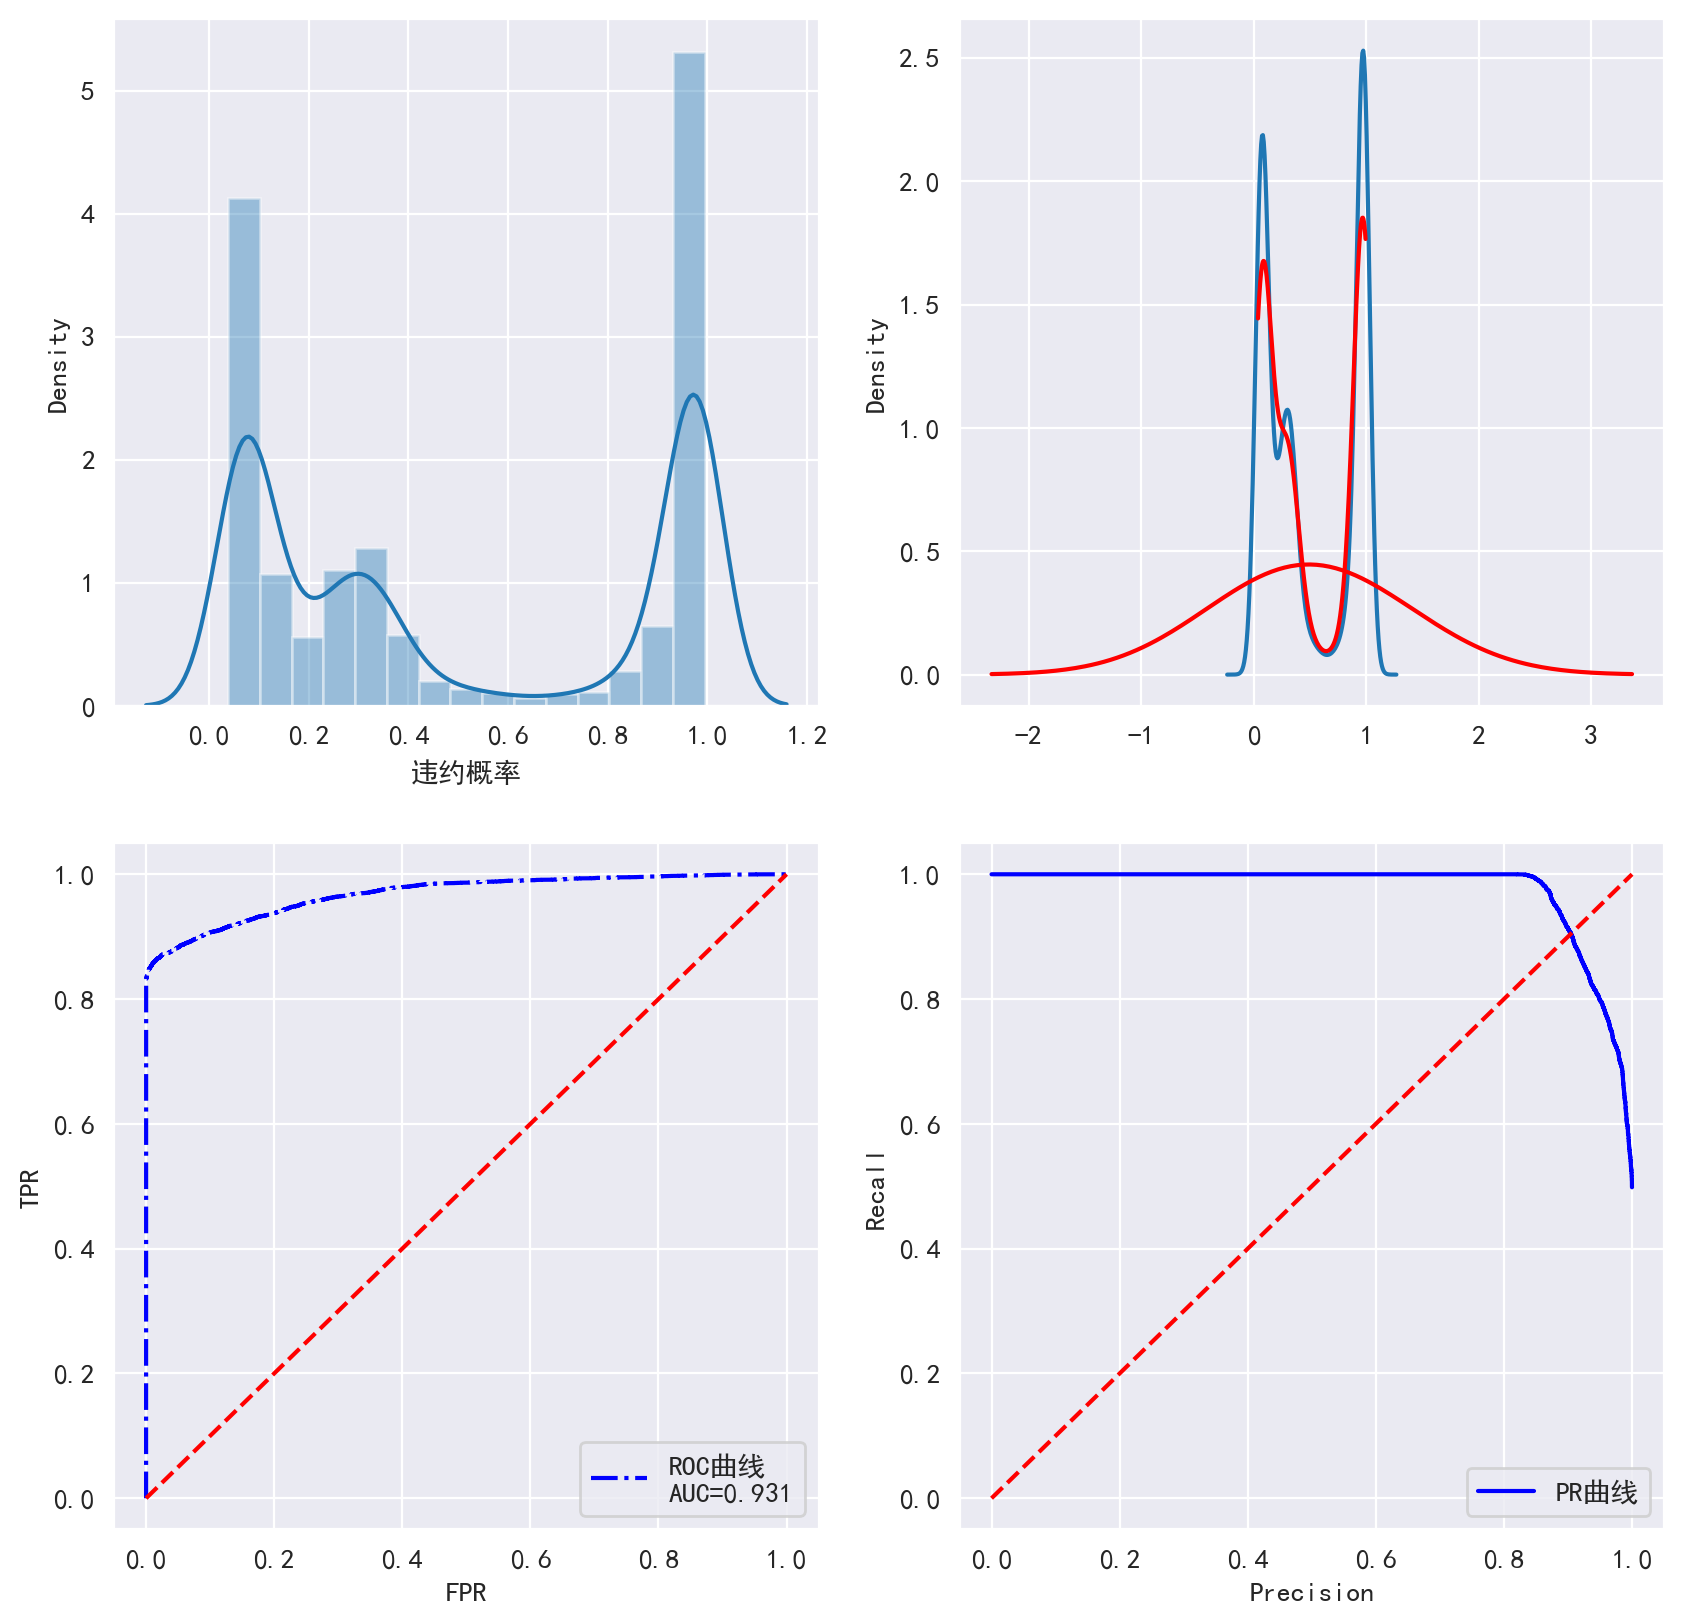 Density
5
4
3
2
1
0
0.0 0.2 0.4 0.6 0.8 1.0 1.2
违约概率
Density
2.5
2.0
1.5
1.0
0.5
0.0
-2 -1 0 1 2 3
TPR
1.0
0.8
0.6
0.4
0.2
0.0
ROC曲线
AUC=0.931
0.0 0.2 0.4 0.6 0.8 1.0
FPR
Recall
1.0
0.8
0.6
0.4
0.2
0.0
PR曲线
0.0 0.2 0.4 0.6 0.8 1.0
Precision